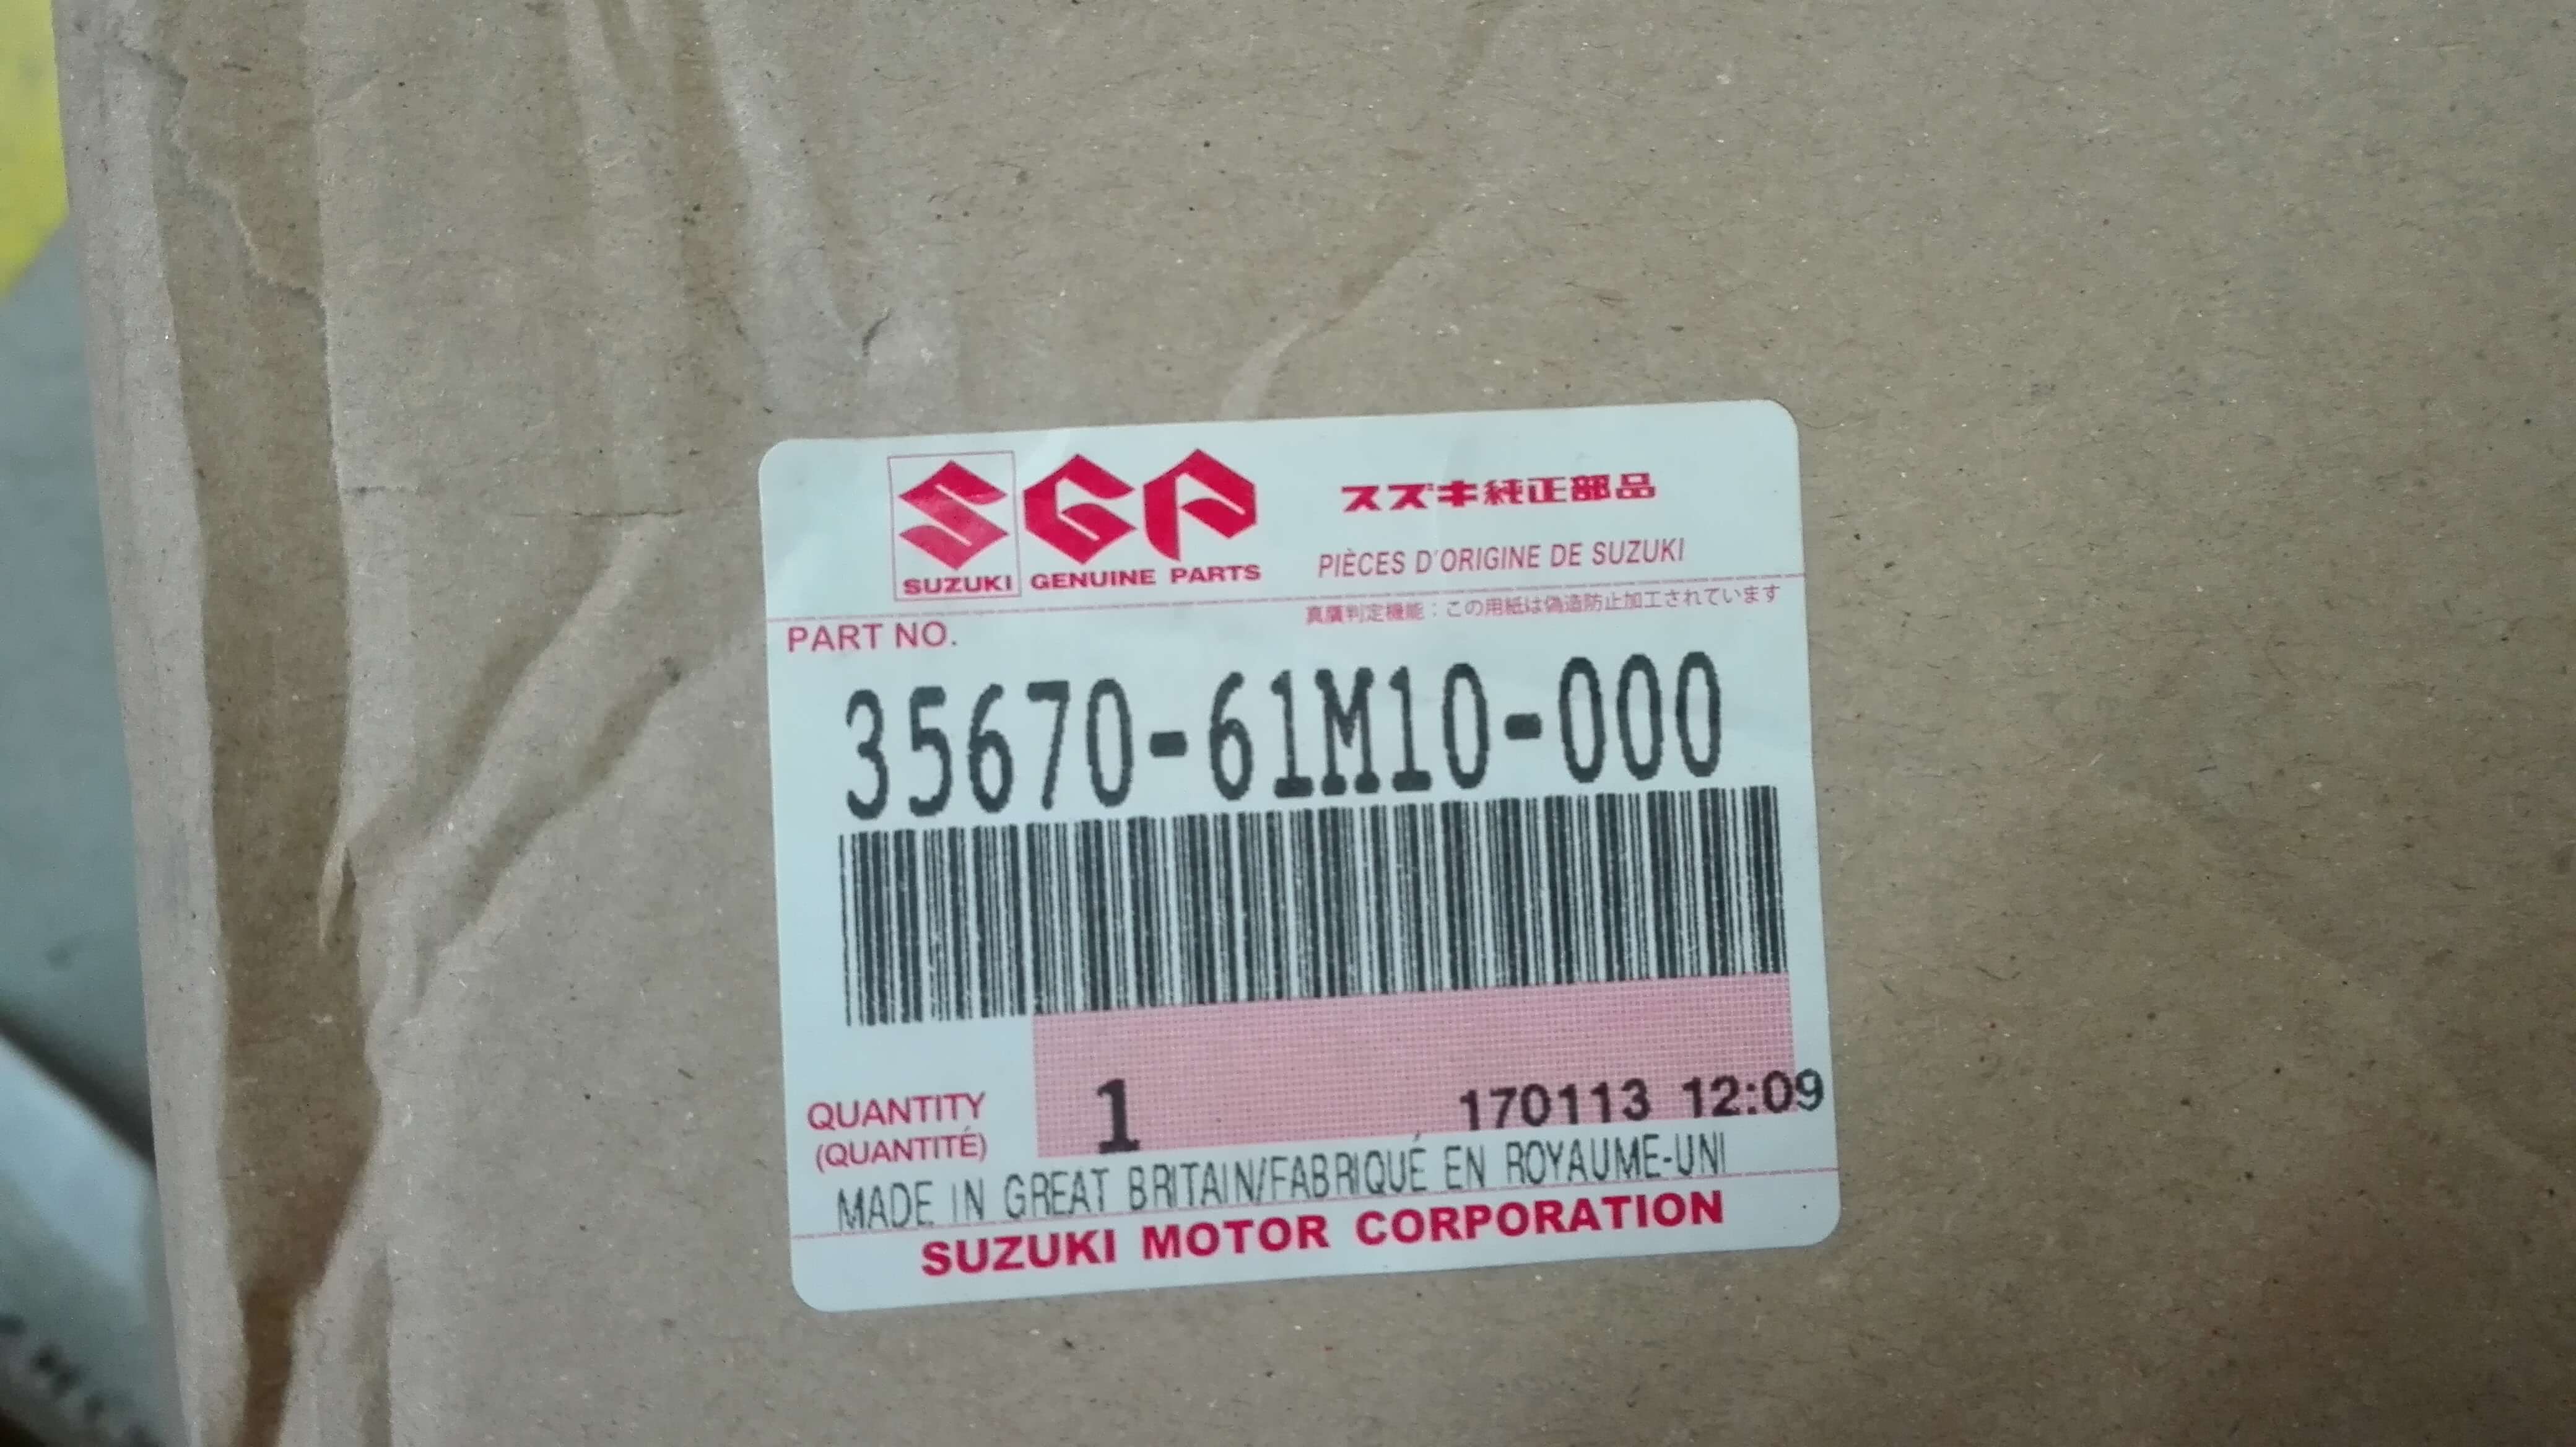 SGP スズキ純正部品
SUZUKI GENUINE PARTS PIÈCES D'ORIGINE DE SUZUKI
真贋判定機能：この用紙は偽造防止加工されています
PART NO.
35670-61M10-000
QUANTITY 1 170113 12:09
(QUANTITÉ)
MADE IN GREAT BRITAIN/FABRIQUÉ EN ROYAUME-UNI
SUZUKI MOTOR CORPORATION